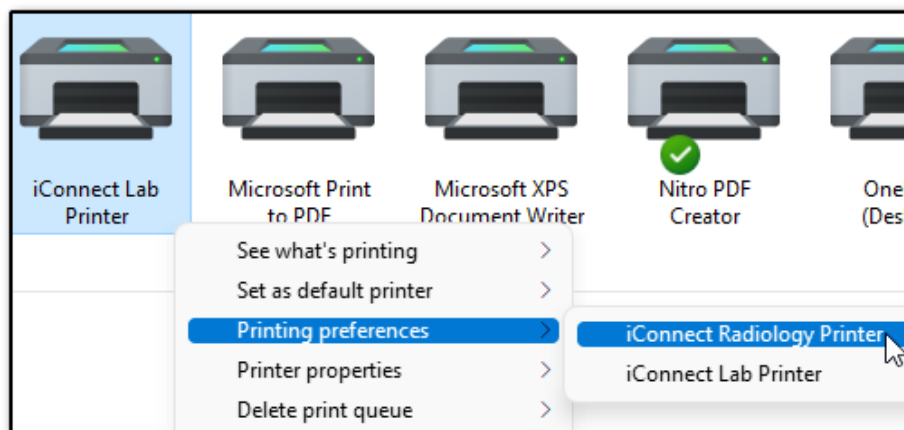 iConnect Lab
Printer
Microsoft Print
to PDF
Microsoft XPS
Document Writer
Nitro PDF
Creator
See what's printing
Set as default printer
Printing preferences
Printer properties
Delete print queue
iConnect Radiology Printer
iConnect Lab Printer